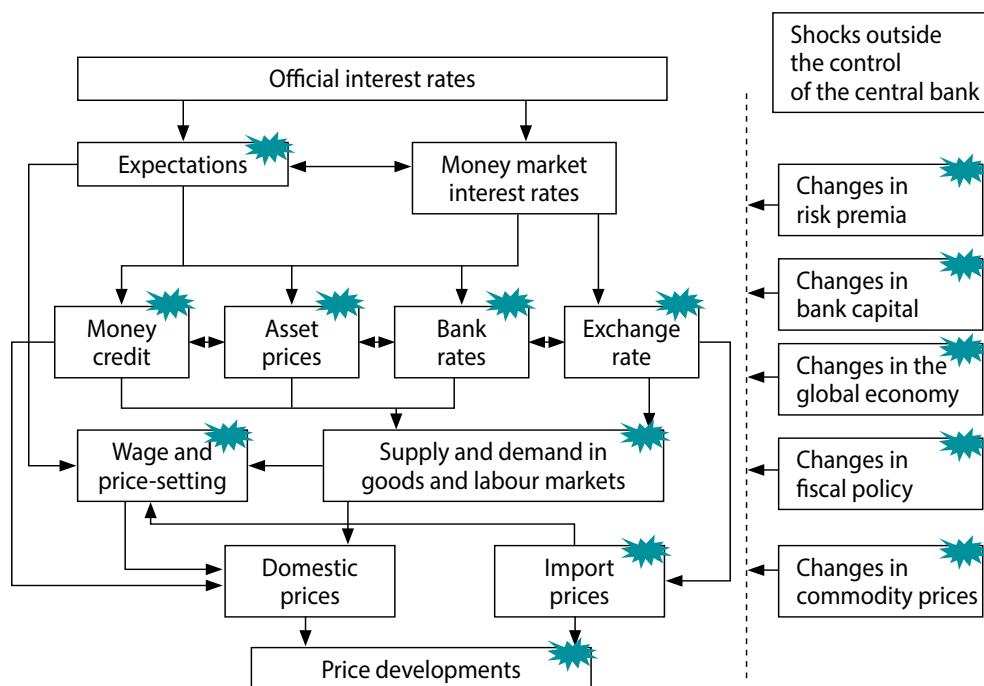 Shocks outside
the control
of the central bank
Official interest rates
Expectations
Money market
interest rates
Changes in
risk premia
Changes in
bank capital
Money
credit
Asset
prices
Bank
rates
Exchange
rate
Changes in the
global economy
Wage and
price-setting
Supply and demand in
goods and labour markets
Changes in
fiscal policy
Domestic
prices
Import
prices
Changes in
commodity prices
Price developments